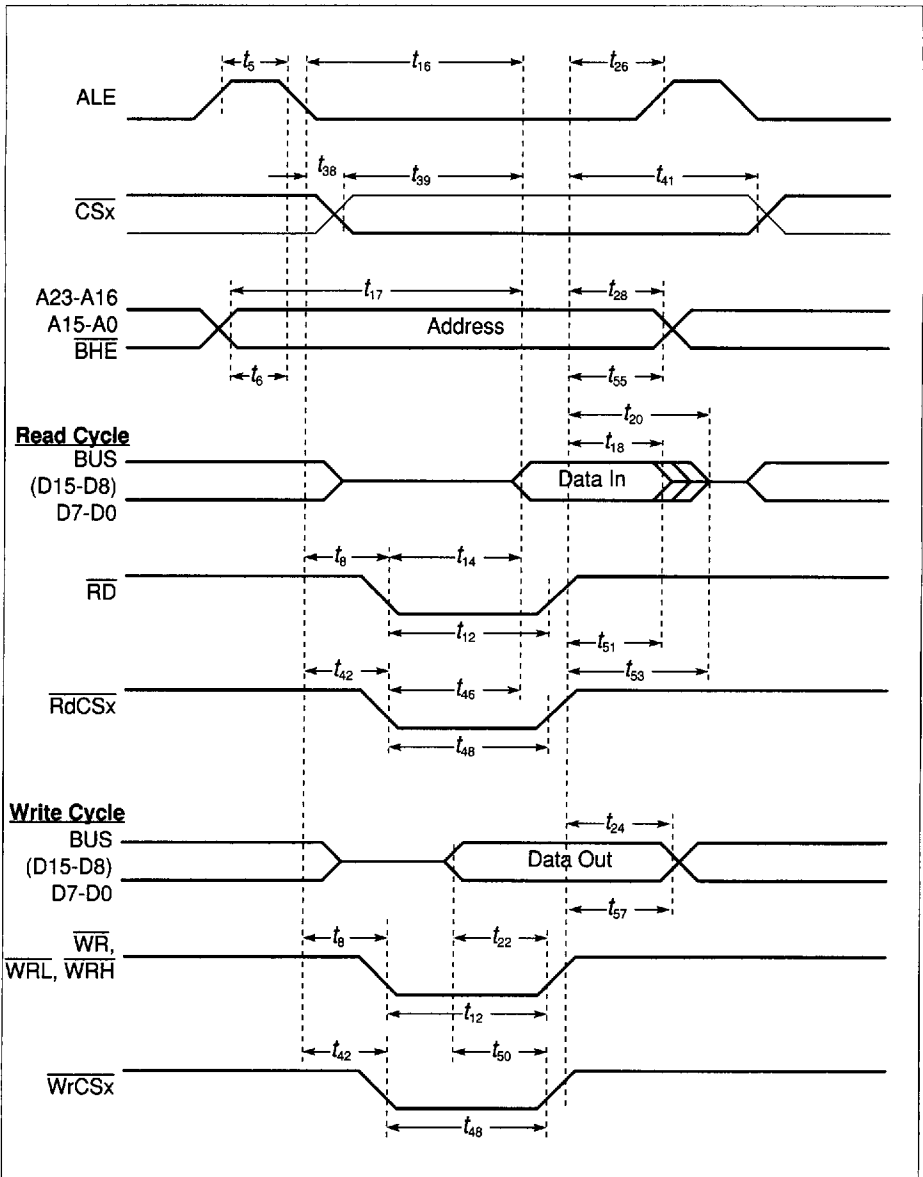 t5
t16
t26
ALE
t38
t39
t41
CSx
t17
t28
A23-A16
A15-A0
BHE
Address
t6
t55
t20
Read Cycle
t18
BUS
(D15-D8)
D7-D0
Data In
t8
t14
RD
t12
t51
t42
t46
t53
RdCSx
t48
Write Cycle
t24
BUS
(D15-D8)
D7-D0
Data Out
t57
t8
t22
WR,
WRL, WRH
t12
t42
t50
WrCSx
t48